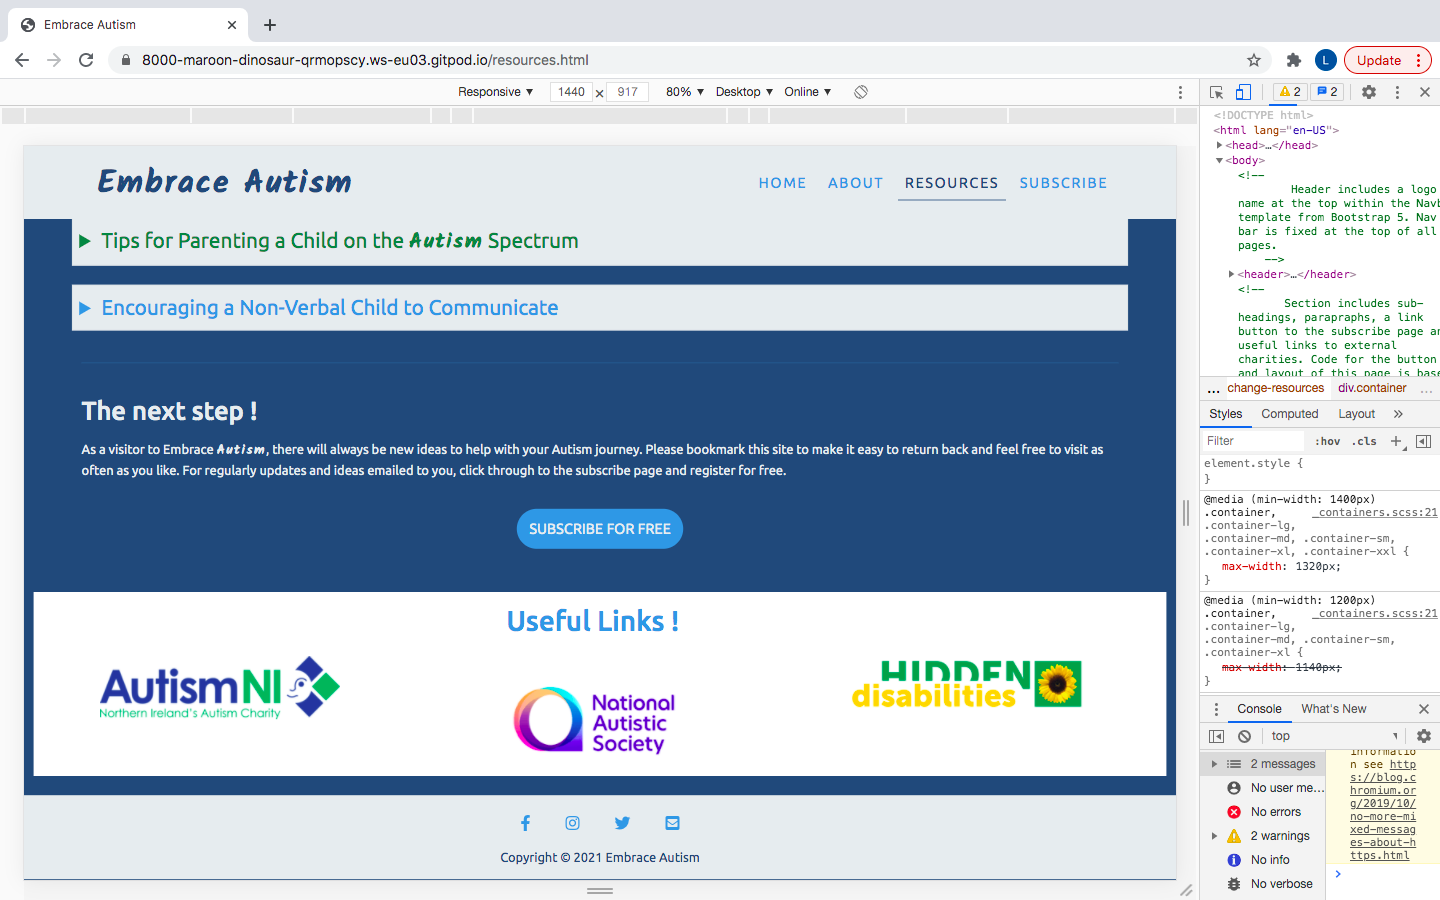 Embrace Autism
8000-maroon-dinosaur-qrmopscy.ws-eu03.gitpod.io/resources.html
L
Update
Responsive ▼ 1440 × 917 80% ▼ Desktop ▼ Online ▼
2 2
Embrace Autism
HOME ABOUT RESOURCES SUBSCRIBE
Tips for Parenting a Child on the Autism Spectrum
Encouraging a Non-Verbal Child to Communicate
The next step !
As a visitor to Embrace Autism, there will always be new ideas to help with your Autism journey. Please bookmark this site to make it easy to return back and feel free to visit as
often as you like. For regularly updates and ideas emailed to you, click through to the subscribe page and register for free.
SUBSCRIBE FOR FREE
Useful Links !
AutismNI
Northern Ireland's Autism Charity
National
Autistic
Society
HIDDEN
disabilities
Copyright © 2021 Embrace Autism
<!DOCTYPE html>
<html lang="en-US">
<head>…</head>
<body>
<!--
Header includes a logo
name at the top within the Navb
template from Bootstrap 5. Nav
bar is fixed at the top of all
pages.
-->
<header>…</header>
<!--
Section includes sub-
headings, parapraphs, a link
button to the subscribe page an
useful links to external
charities. Code for the button
and layout of this page is base
… change-resources div.container …
Styles Computed Layout »
Filter :hov .cls +
element.style {
}
@media (min-width: 1400px)
.container, _containers.scss:21
.container-lg,
.container-md, .container-sm,
.container-xl, .container-xxl {
max-width: 1320px;
}
@media (min-width: 1200px)
.container, _containers.scss:21
.container-lg,
.container-md, .container-sm,
.container-xl {
max-width: 1140px;
}
Console What's New
top
2 messages
No user me…
No errors
2 warnings
No info
No verbose
informatio
n see http
s://blog.c
hromium.or
g/2019/10/
no-more-mi
xed-messag
es-about-h
ttps.html